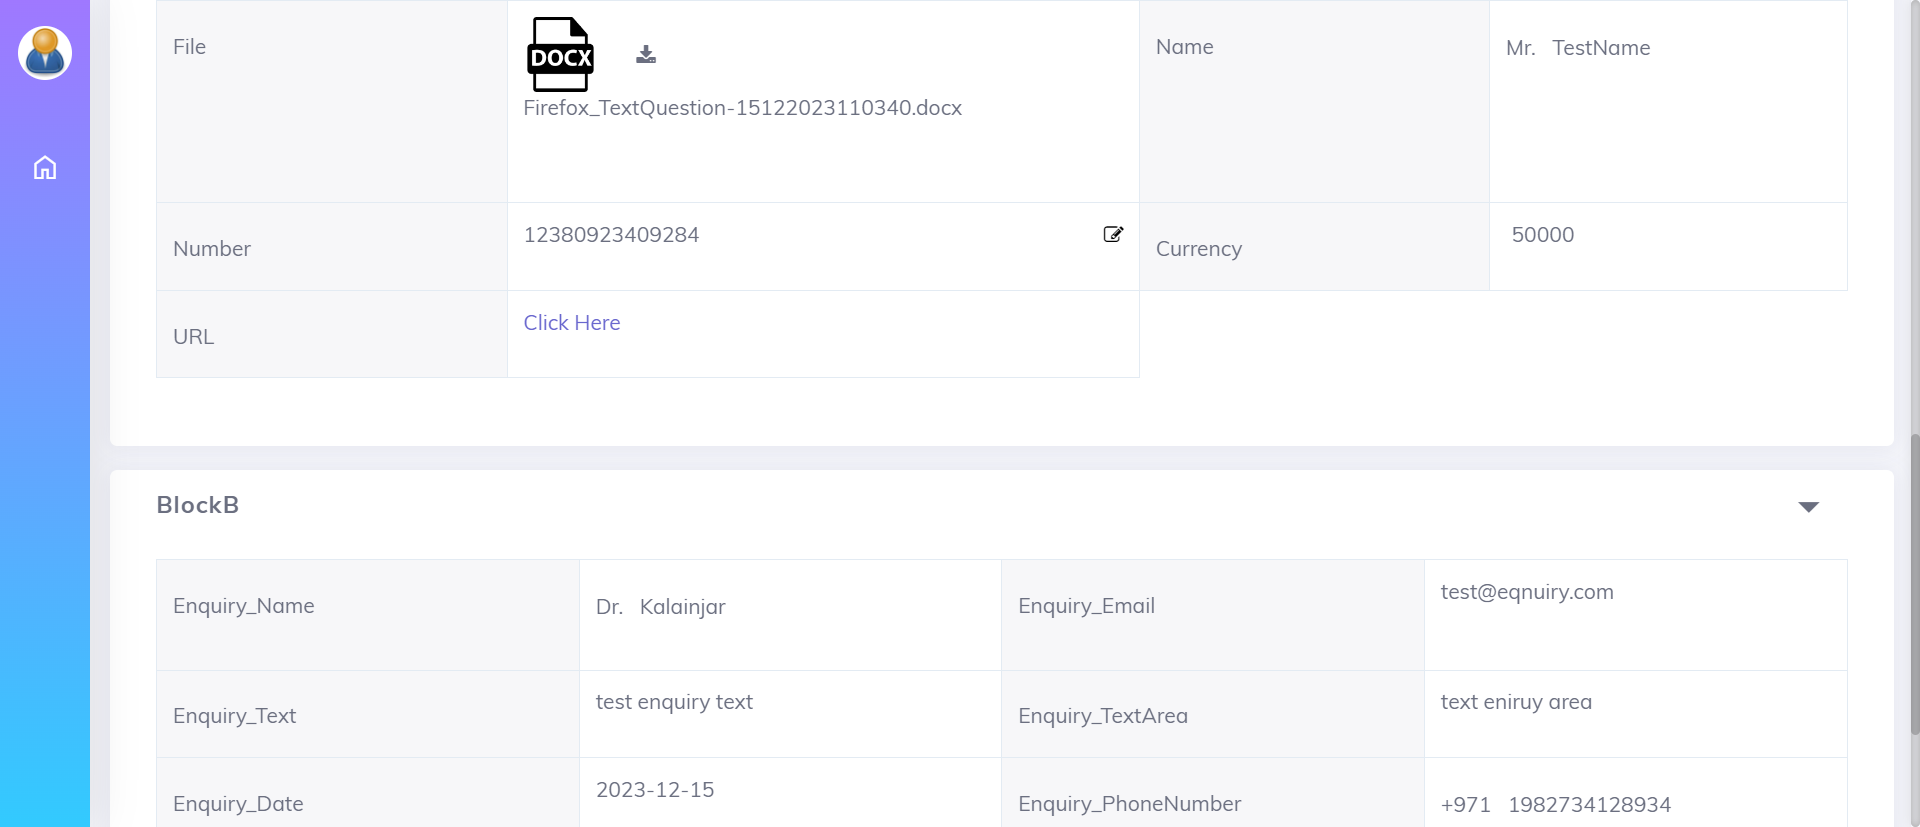 File
DOCX
Firefox_TextQuestion-15122023110340.docx
Name
Mr. TestName
Number
12380923409284
Currency
50000
URL
Click Here
BlockB
Enquiry_Name
Dr. Kalainjar
Enquiry_Email
test@eqnuiry.com
Enquiry_Text
test enquiry text
Enquiry_TextArea
text eniruy area
Enquiry_Date
2023-12-15
Enquiry_PhoneNumber
+971 1982734128934